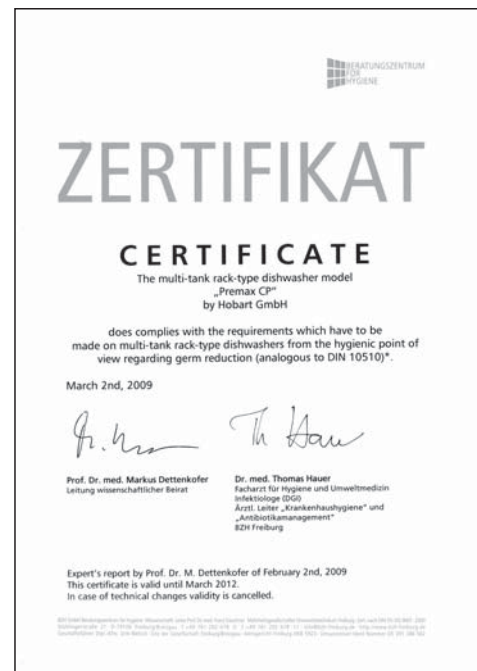 BERATUNGSZENTRUM
FÜR
HYGIENE
ZERTIFIKAT
CERTIFICATE
The multi-tank rack-type dishwasher model
„Premax CP"
by Hobart GmbH
does complies with the requirements which have to be
made on multi-tank rack-type dishwashers from the hygienic point of
view regarding germ reduction (analogous to DIN 10510)*.
March 2nd, 2009
Prof. Dr. med. Markus Dettenkofer
Leitung wissenschaftlicher Beirat
Dr. med. Thomas Hauer
Facharzt für Hygiene und Umweltmedizin
Infektiologe (DGI)
Ärztl. Leiter „Krankenhaushygiene" und
„Antibiotikamanagement"
BZH Freiburg
Expert's report by Prof. Dr. M. Dettenkofer of February 2nd, 2009
This certificate is valid until March 2012.
In case of technical changes validity is cancelled.